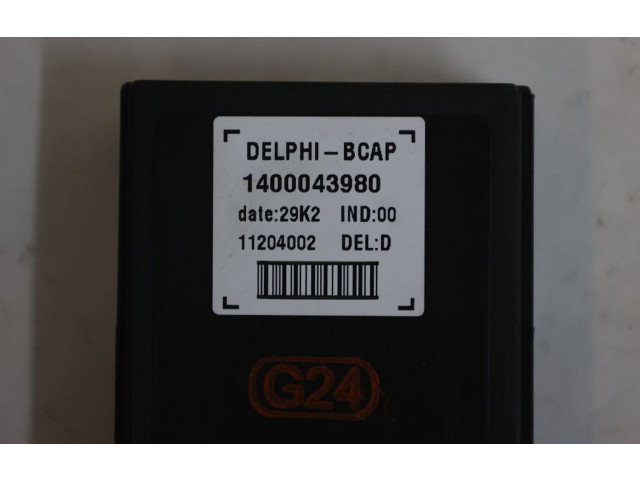 DELPHI-BCAP
1400043980
date:29K2 IND:00
11204002 DEL:D
G24